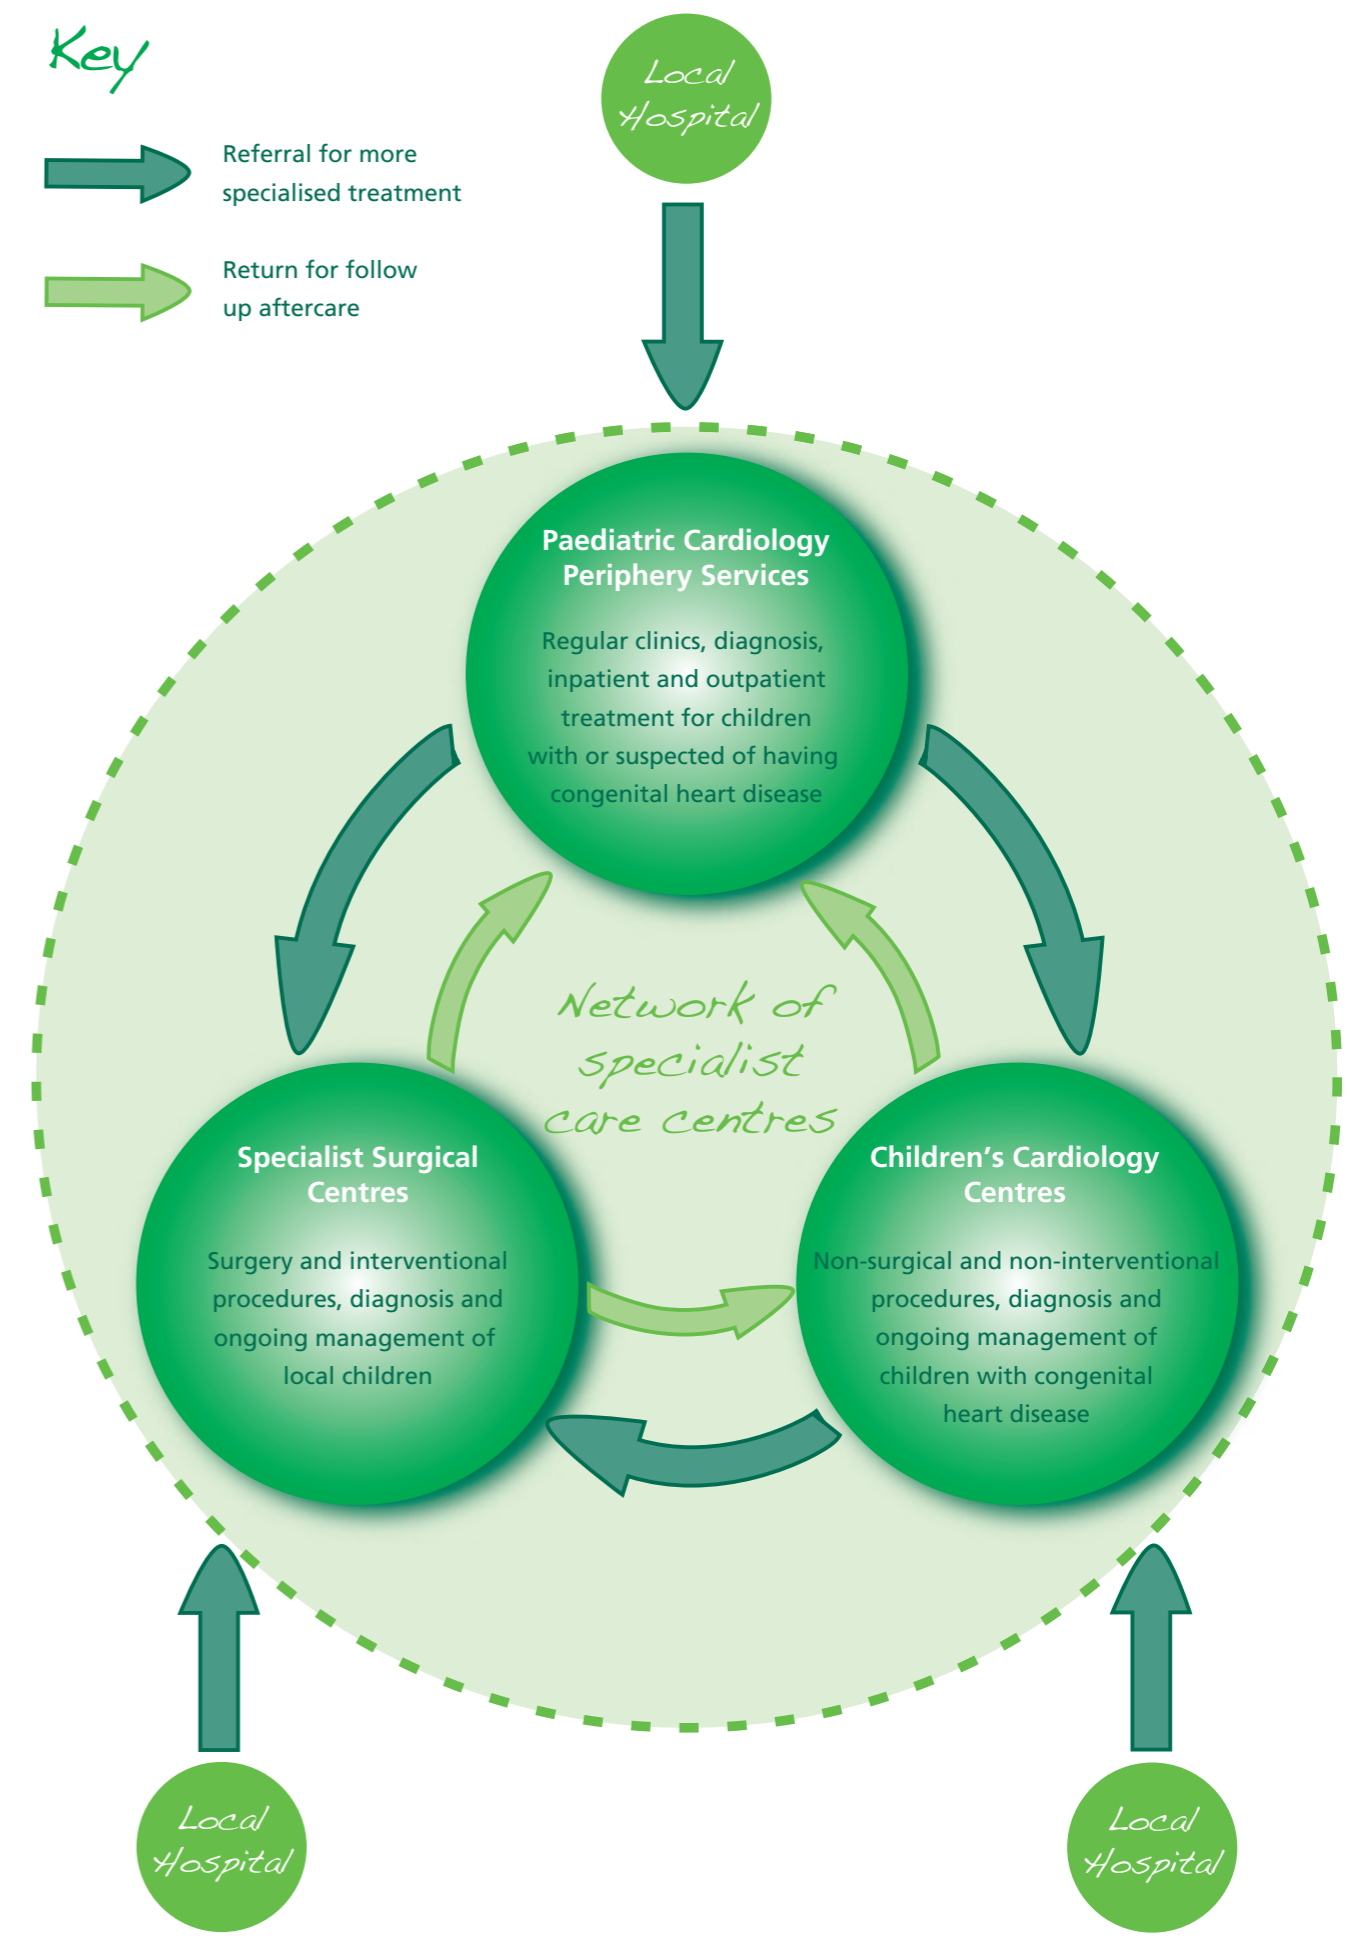 Key
Referral for more
specialised treatment
Return for follow
up aftercare
Local
Hospital
Paediatric Cardiology
Periphery Services
Regular clinics, diagnosis,
inpatient and outpatient
treatment for children
with or suspected of having
congenital heart disease
Network of
specialist
care centres
Specialist Surgical
Centres
Surgery and interventional
procedures, diagnosis and
ongoing management of
local children
Children’s Cardiology
Centres
Non-surgical and non-interventional
procedures, diagnosis and
ongoing management of
children with congenital
heart disease
Local
Hospital
Local
Hospital